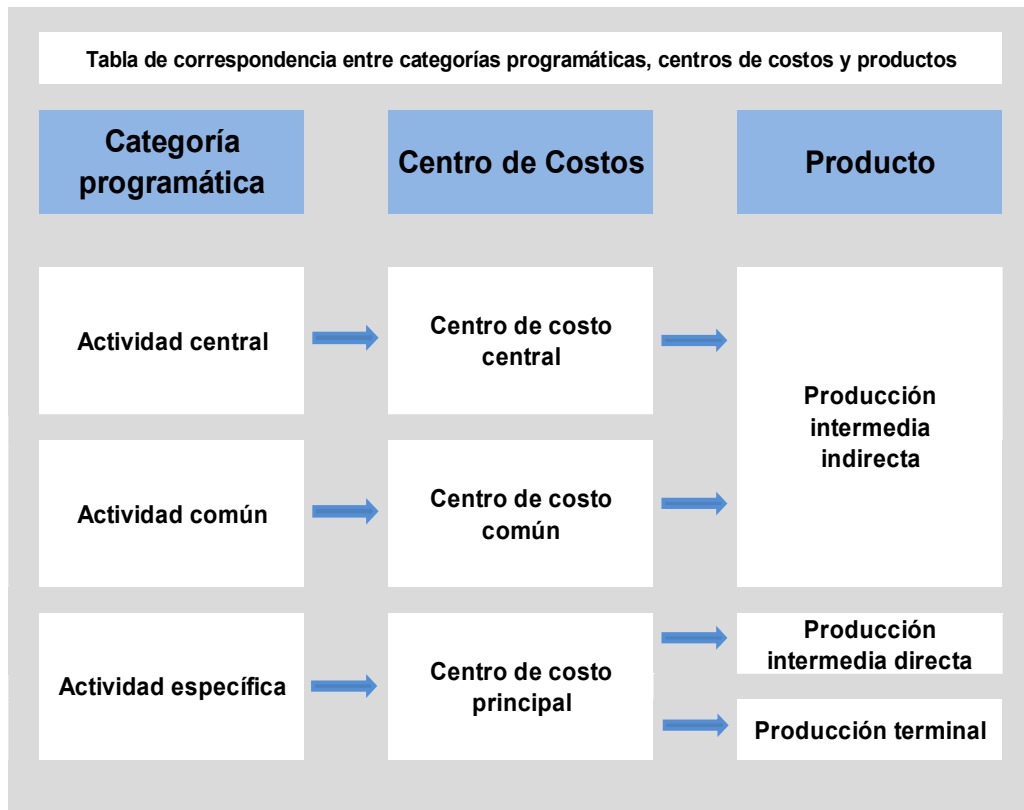 Tabla de correspondencia entre categorías programáticas, centros de costos y productos
Categoría
programática
Centro de Costos
Producto
Actividad central
Centro de costo
central
Producción
intermedia
indirecta
Actividad común
Centro de costo
común
Actividad específica
Centro de costo
principal
Producción
intermedia directa
Producción terminal